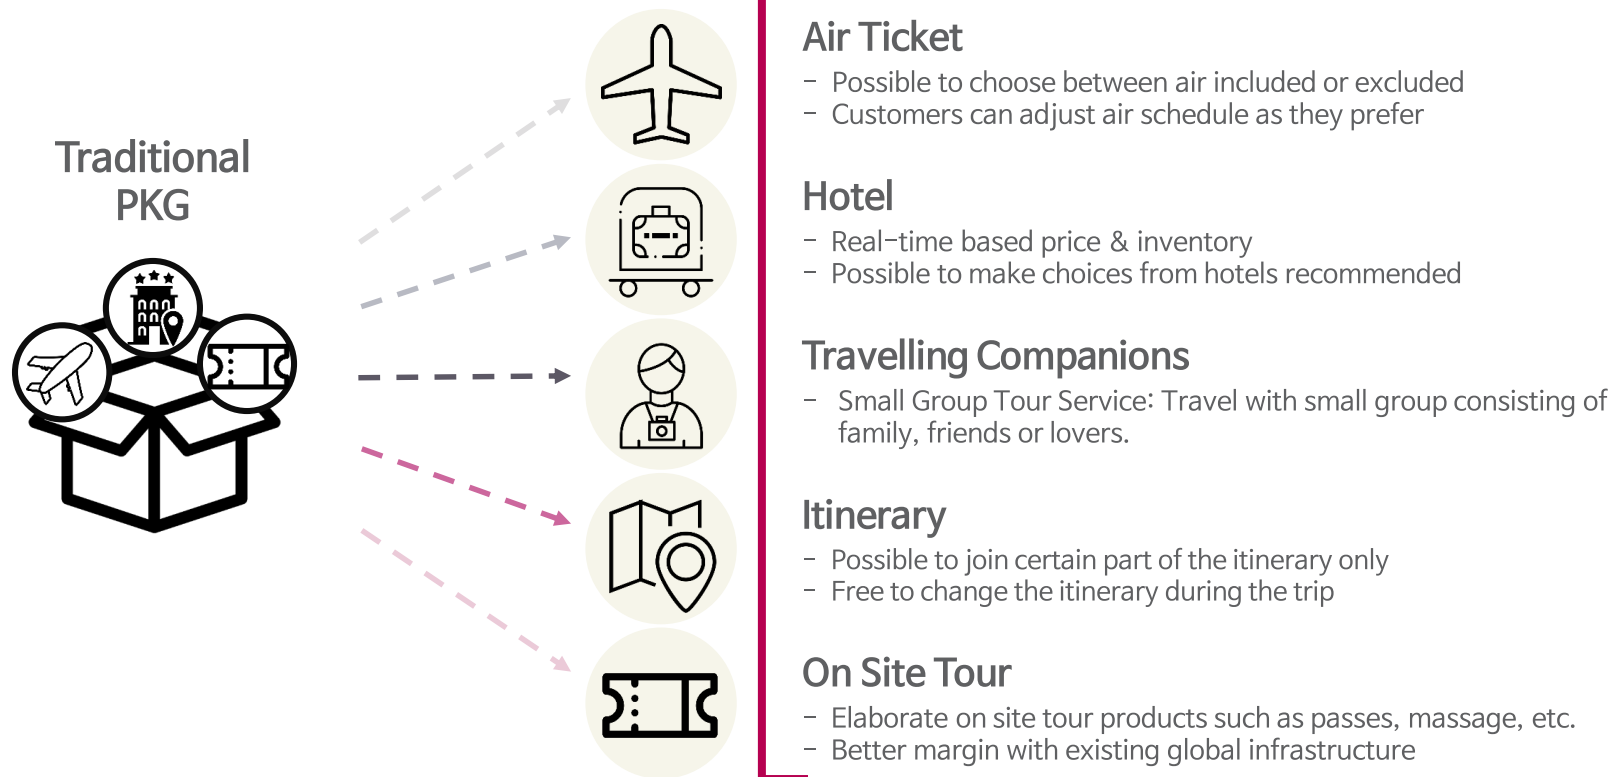 Traditional
PKG
Air Ticket
- Possible to choose between air included or excluded
- Customers can adjust air schedule as they prefer
Hotel
- Real-time based price & inventory
- Possible to make choices from hotels recommended
Travelling Companions
- Small Group Tour Service: Travel with small group consisting of
family, friends or lovers.
Itinerary
- Possible to join certain part of the itinerary only
- Free to change the itinerary during the trip
On Site Tour
- Elaborate on site tour products such as passes, massage, etc.
- Better margin with existing global infrastructure